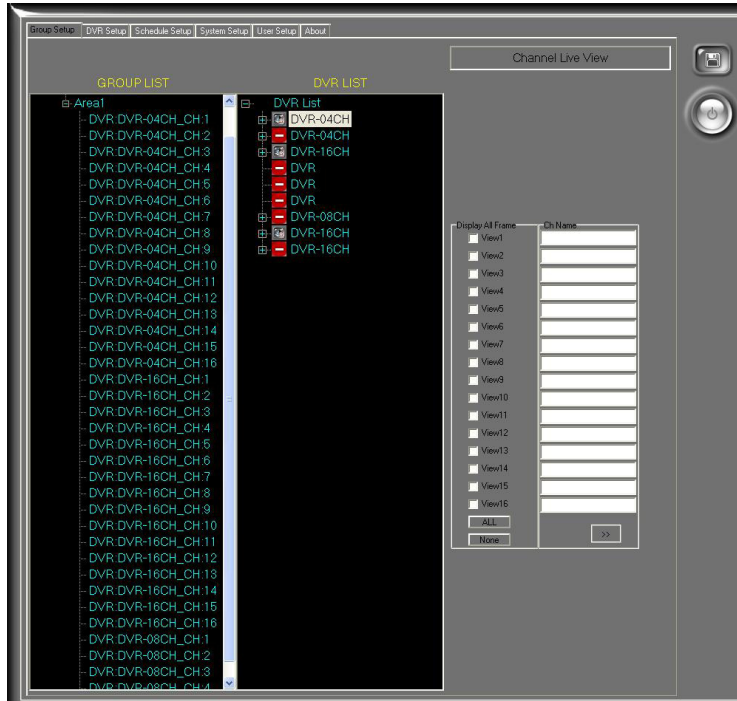 Group Setup DVR Setup Schedule Setup System Setup User Setup About
Channel Live View
GROUP LIST
Area1
DVR:DVR-04CH_CH:1
DVR:DVR-04CH_CH:2
DVR:DVR-04CH_CH:3
DVR:DVR-04CH_CH:4
DVR:DVR-04CH_CH:5
DVR:DVR-04CH_CH:6
DVR:DVR-04CH_CH:7
DVR:DVR-04CH_CH:8
DVR:DVR-04CH_CH:9
DVR:DVR-04CH_CH:10
DVR:DVR-04CH_CH:11
DVR:DVR-04CH_CH:12
DVR:DVR-04CH_CH:13
DVR:DVR-04CH_CH:14
DVR:DVR-04CH_CH:15
DVR:DVR-04CH_CH:16
DVR:DVR-16CH_CH:1
DVR:DVR-16CH_CH:2
DVR:DVR-16CH_CH:3
DVR:DVR-16CH_CH:4
DVR:DVR-16CH_CH:5
DVR:DVR-16CH_CH:6
DVR:DVR-16CH_CH:7
DVR:DVR-16CH_CH:8
DVR:DVR-16CH_CH:9
DVR:DVR-16CH_CH:10
DVR:DVR-16CH_CH:11
DVR:DVR-16CH_CH:12
DVR:DVR-16CH_CH:13
DVR:DVR-16CH_CH:14
DVR:DVR-16CH_CH:15
DVR:DVR-16CH_CH:16
DVR:DVR-08CH_CH:1
DVR:DVR-08CH_CH:2
DVR:DVR-08CH_CH:3
DVR:DVR-08CH_CH:4
DVR LIST
DVR List
DVR-04CH
DVR-04CH
DVR-16CH
DVR
DVR
DVR
DVR-08CH
DVR-16CH
DVR-16CH
Display All Frame Ch Name
View1
View2
View3
View4
View5
View6
View7
View8
View9
View10
View11
View12
View13
View14
View15
View16
ALL
None
>>